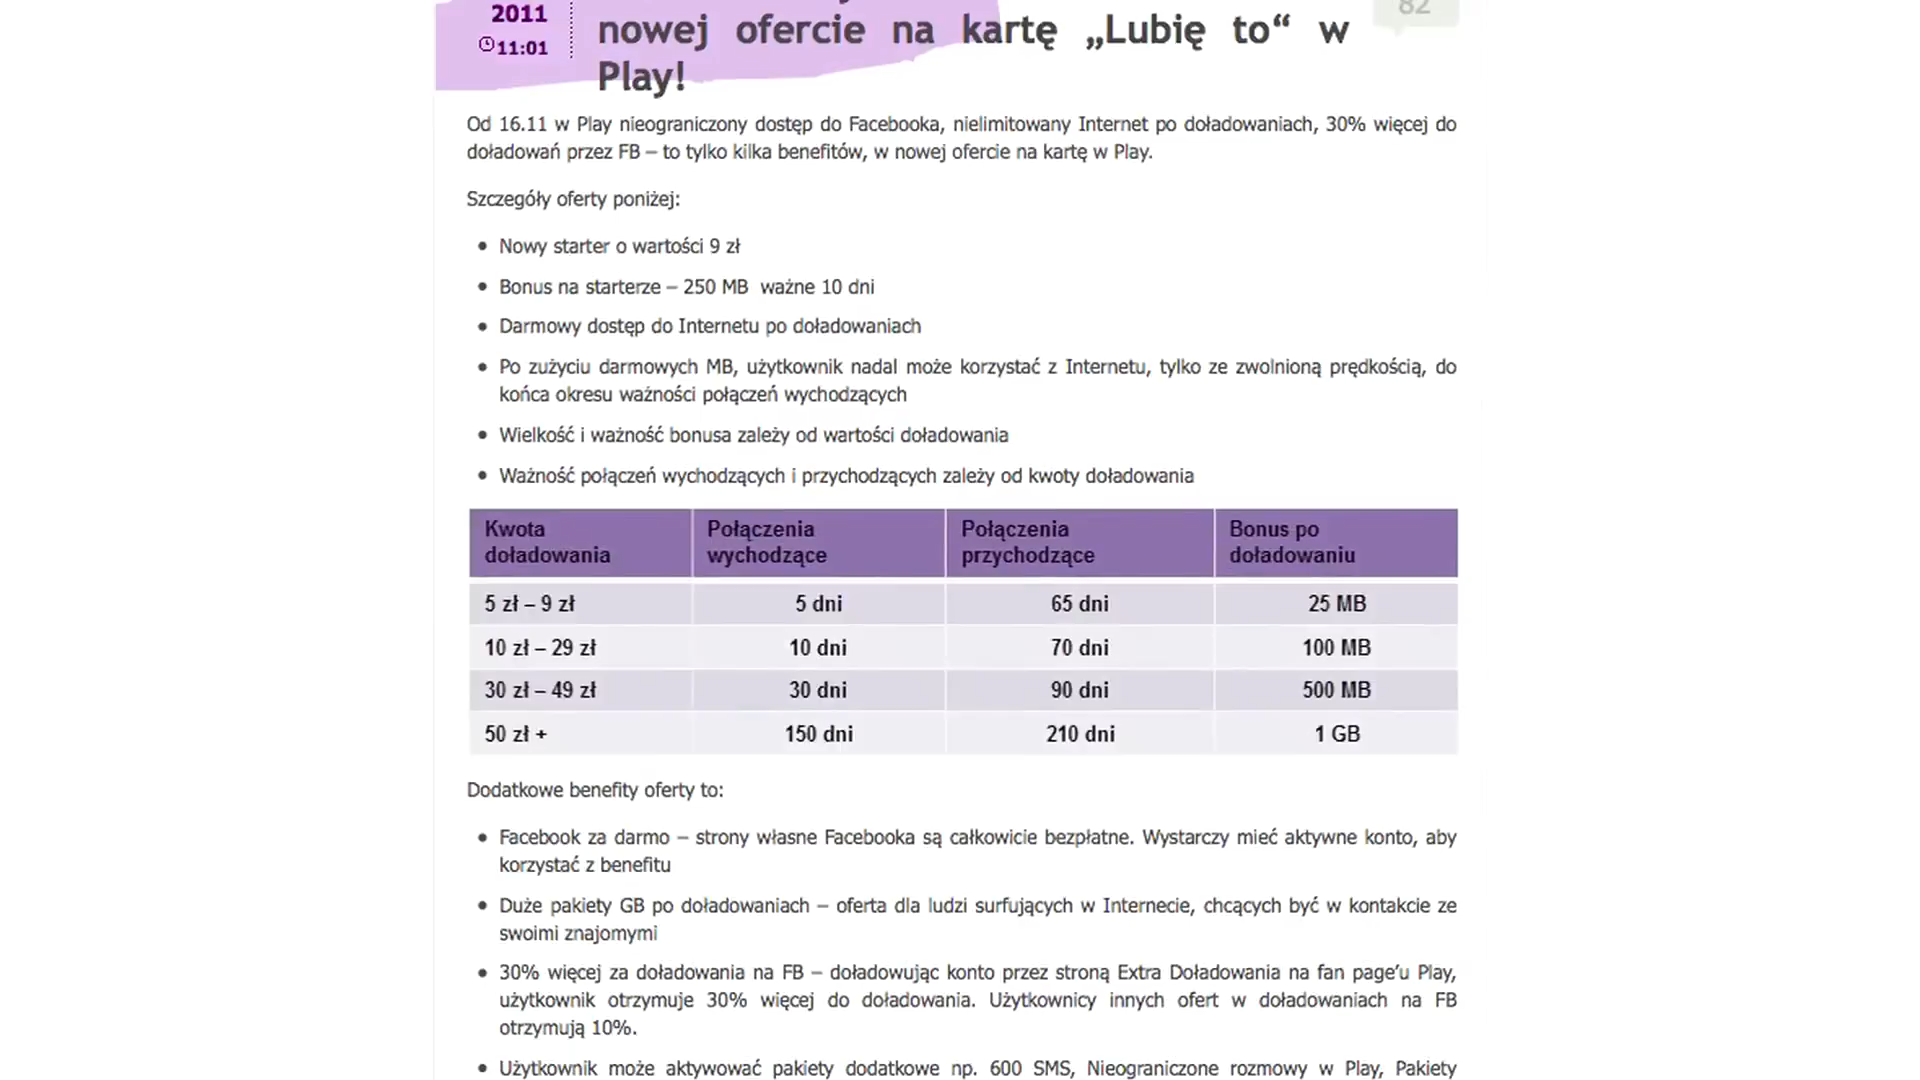 2011
11:01
82
nowej ofercie na kartę „Lubię to“ w
Play!
Od 16.11 w Play nieograniczony dostęp do Facebooka, nielimitowany Internet po doładowaniach, 30% więcej do
doładowań przez FB – to tylko kilka benefitów, w nowej ofercie na kartę w Play.
Szczegóły oferty poniżej:
• Nowy starter o wartości 9 zł
• Bonus na starterze – 250 MB  ważne 10 dni
• Darmowy dostęp do Internetu po doładowaniach
• Po zużyciu darmowych MB, użytkownik nadal może korzystać z Internetu, tylko ze zwolnioną prędkością, do
końca okresu ważności połączeń wychodzących
• Wielkość i ważność bonusa zależy od wartości doładowania
• Ważność połączeń wychodzących i przychodzących zależy od kwoty doładowania
Kwota Połączenia Połączenia Bonus po
doładowania wychodzące przychodzące doładowaniu
5 zł – 9 zł 5 dni 65 dni 25 MB
10 zł – 29 zł 10 dni 70 dni 100 MB
30 zł – 49 zł 30 dni 90 dni 500 MB
50 zł + 150 dni 210 dni 1 GB
Dodatkowe benefity oferty to:
• Facebook za darmo – strony własne Facebooka są całkowicie bezpłatne. Wystarczy mieć aktywne konto, aby
korzystać z benefitu
• Duże pakiety GB po doładowaniach – oferta dla ludzi surfujących w Internecie, chcących być w kontakcie ze
swoimi znajomymi
• 30% więcej za doładowania na FB – doładowując konto przez stroną Extra Doładowania na fan page’u Play,
użytkownik otrzymuje 30% więcej do doładowania. Użytkownicy innych ofert w doładowaniach na FB
otrzymują 10%.
• Użytkownik może aktywować pakiety dodatkowe np. 600 SMS, Nieograniczone rozmowy w Play, Pakiety